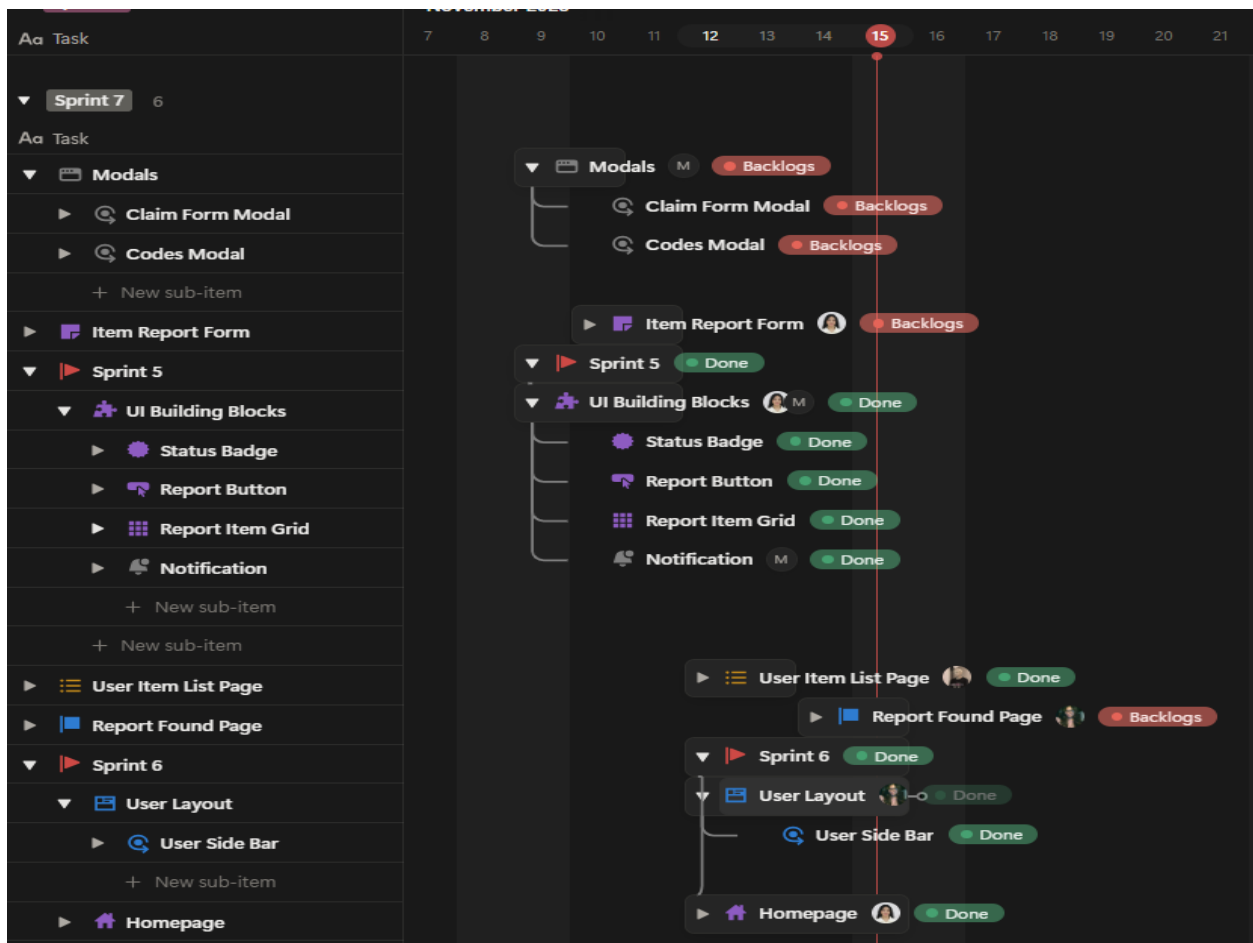 November 2025
Aa Task 7 8 9 10 11 12 13 14 15 16 17 18 19 20 21
Sprint 7 6
Aa Task
Modals Modals M Backlogs
Claim Form Modal Claim Form Modal Backlogs
Codes Modal Codes Modal Backlogs
+ New sub-item
Item Report Form Item Report Form Backlogs
Sprint 5 Sprint 5 Done
UI Building Blocks UI Building Blocks M Done
Status Badge Status Badge Done
Report Button Report Button Done
Report Item Grid Report Item Grid Done
Notification Notification M Done
+ New sub-item
+ New sub-item
User Item List Page User Item List Page Done
Report Found Page Report Found Page Backlogs
Sprint 6 Sprint 6 Done
User Layout User Layout Done
User Side Bar User Side Bar Done
+ New sub-item
Homepage Homepage Done